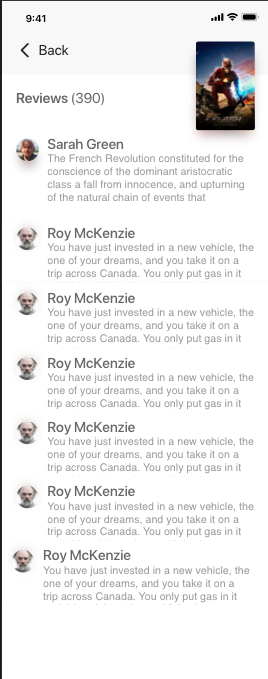 9:41
Back
Reviews (390)
Sarah Green
The French Revolution constituted for the
conscience of the dominant aristocratic
class a fall from innocence, and upturning
of the natural chain of events that
Roy McKenzie
You have just invested in a new vehicle, the
one of your dreams, and you take it on a
trip across Canada. You only put gas in it
Roy McKenzie
You have just invested in a new vehicle, the
one of your dreams, and you take it on a
trip across Canada. You only put gas in it
Roy McKenzie
You have just invested in a new vehicle, the
one of your dreams, and you take it on a
trip across Canada. You only put gas in it
Roy McKenzie
You have just invested in a new vehicle, the
one of your dreams, and you take it on a
trip across Canada. You only put gas in it
Roy McKenzie
You have just invested in a new vehicle, the
one of your dreams, and you take it on a
trip across Canada. You only put gas in it
Roy McKenzie
You have just invested in a new vehicle, the
one of your dreams, and you take it on a
trip across Canada. You only put gas in it